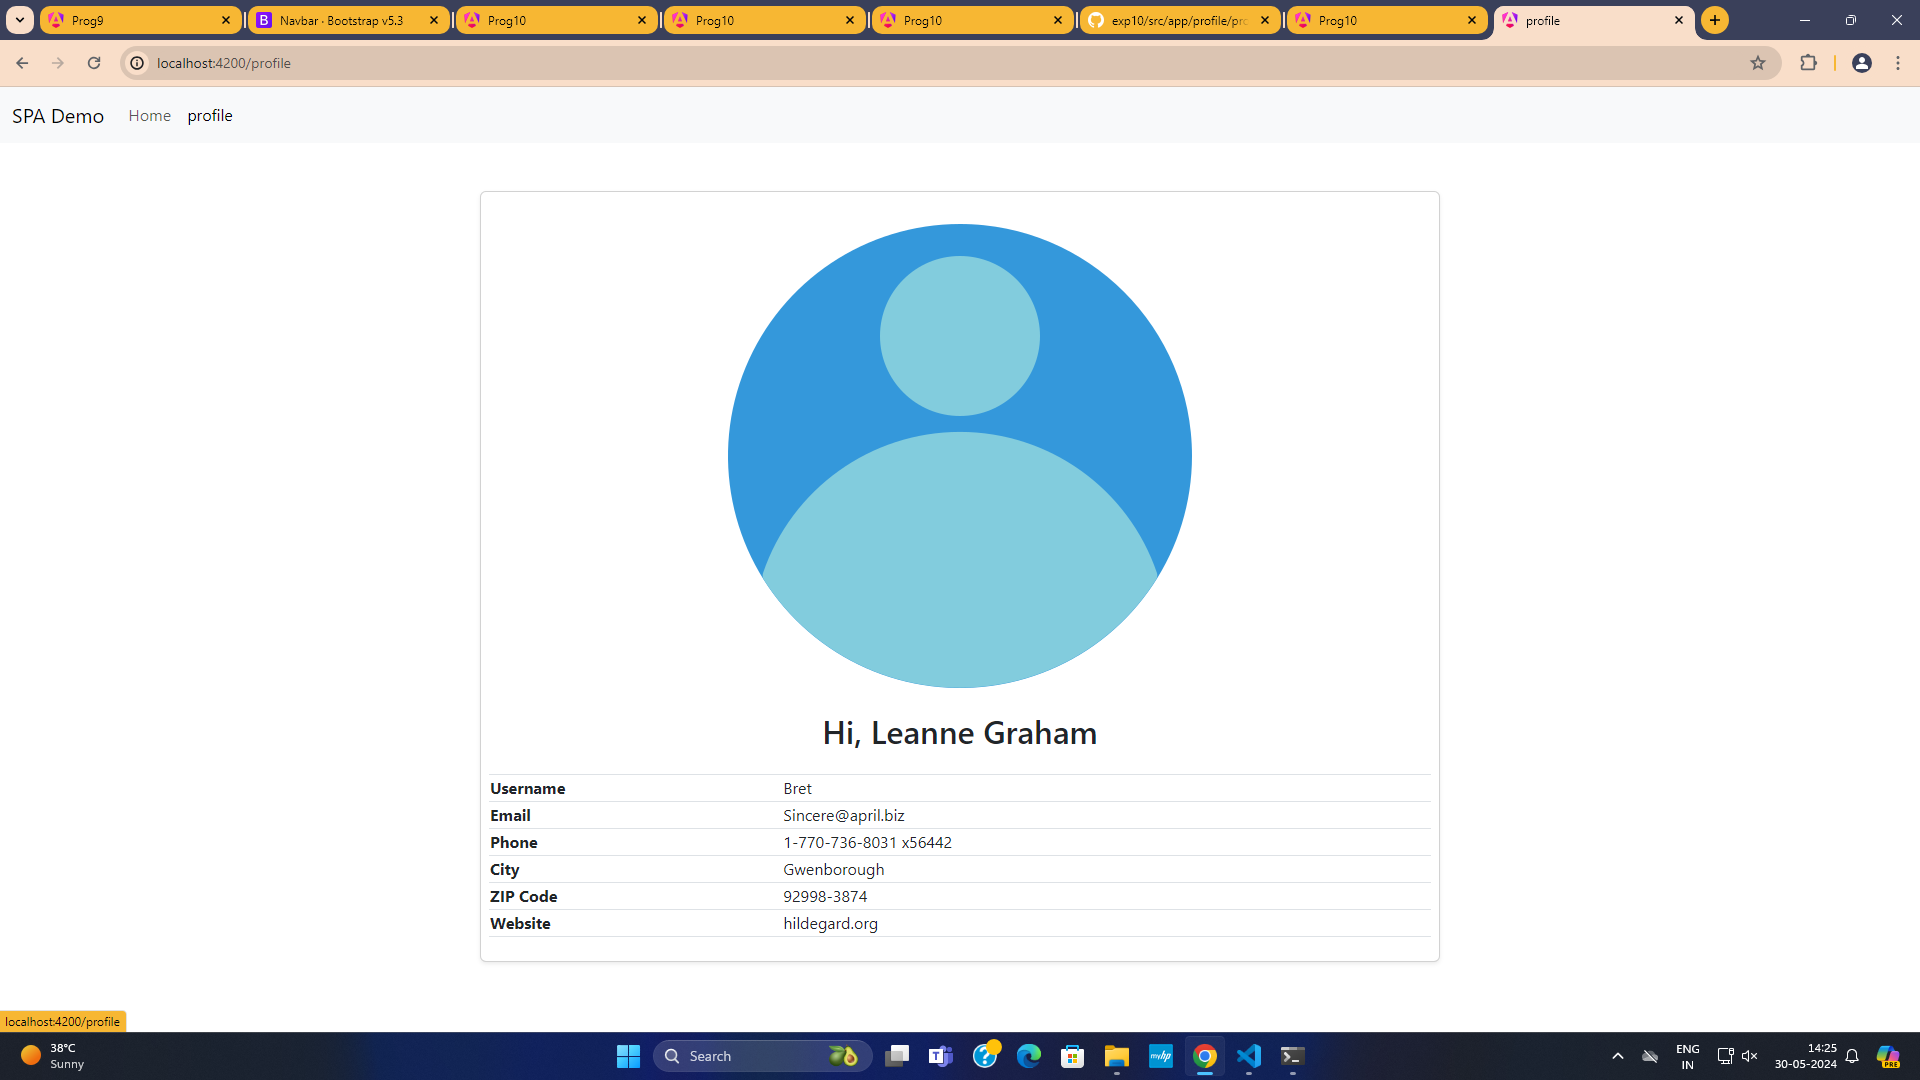 Prog9
Navbar · Bootstrap v5.3
Prog10
Prog10
Prog10
exp10/src/app/profile/pro
Prog10
profile
localhost:4200/profile
SPA Demo Home profile
Hi, Leanne Graham
Username Bret
Email Sincere@april.biz
Phone 1-770-736-8031 x56442
City Gwenborough
ZIP Code 92998-3874
Website hildegard.org
localhost:4200/profile
38°C
Sunny
Search
ENG
IN
14:25
30-05-2024
PRE